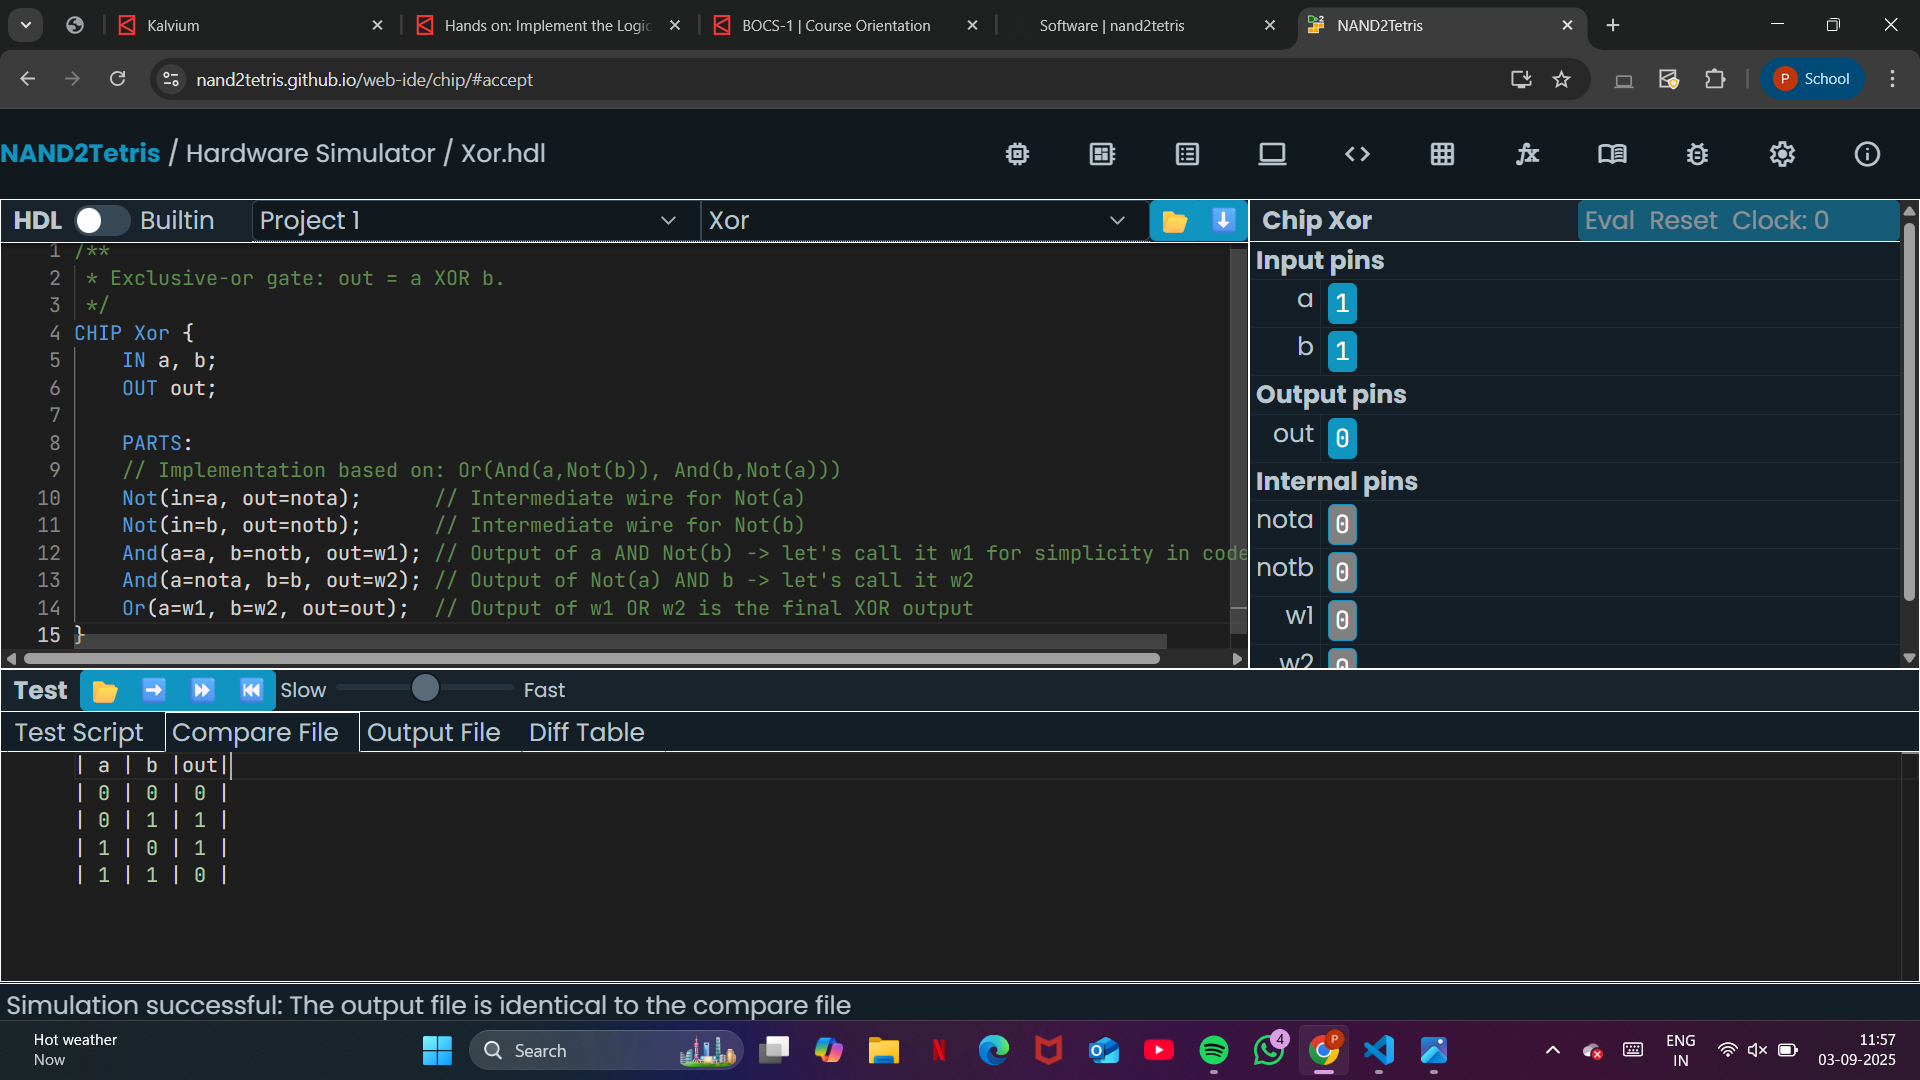 Kalvium
Hands on: Implement the Logic
BOCS-1 | Course Orientation
Software | nand2tetris
NAND2Tetris
nand2tetris.github.io/web-ide/chip/#accept
P School
NAND2Tetris / Hardware Simulator / Xor.hdl
HDL Builtin Project 1 Xor
1 /**
2 * Exclusive-or gate: out = a XOR b.
3 */
4 CHIP Xor {
5 IN a, b;
6 OUT out;
7
8 PARTS:
9 // Implementation based on: Or(And(a,Not(b)), And(b,Not(a)))
10 Not(in=a, out=nota); // Intermediate wire for Not(a)
11 Not(in=b, out=notb); // Intermediate wire for Not(b)
12 And(a=a, b=notb, out=w1); // Output of a AND Not(b) -> let's call it w1 for simplicity in code
13 And(a=nota, b=b, out=w2); // Output of Not(a) AND b -> let's call it w2
14 Or(a=w1, b=w2, out=out); // Output of w1 OR w2 is the final XOR output
15 }
Chip Xor Eval Reset Clock: 0
Input pins
a 1
b 1
Output pins
out 0
Internal pins
nota 0
notb 0
w1 0
w2 0
Test Slow Fast
Test Script Compare File Output File Diff Table
| a | b |out|
| 0 | 0 | 0 |
| 0 | 1 | 1 |
| 1 | 0 | 1 |
| 1 | 1 | 0 |
Simulation successful: The output file is identical to the compare file
Hot weather
Now
Search
4
P
ENG
IN
11:57
03-09-2025